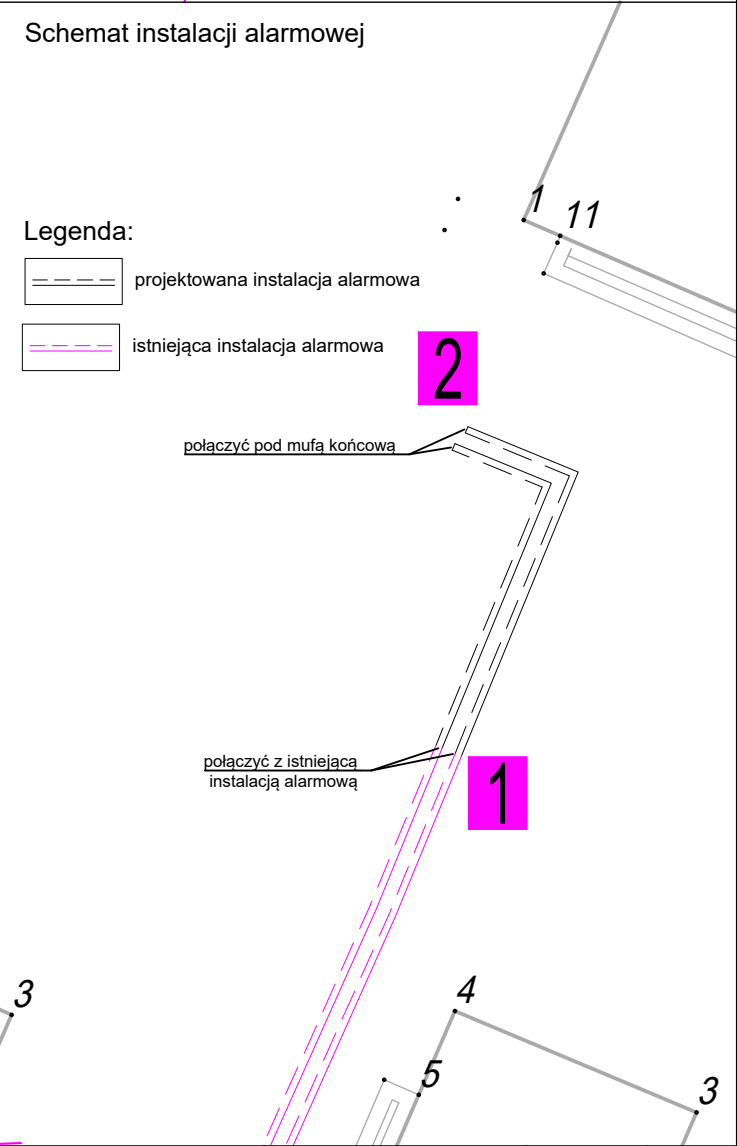 Schemat instalacji alarmowej
1
11
Legenda:
projektowana instalacja alarmowa
istniejąca instalacja alarmowa
2
połączyć pod mufą końcową
połączyć z istniejącą
instalacją alarmową
1
3
4
5
3